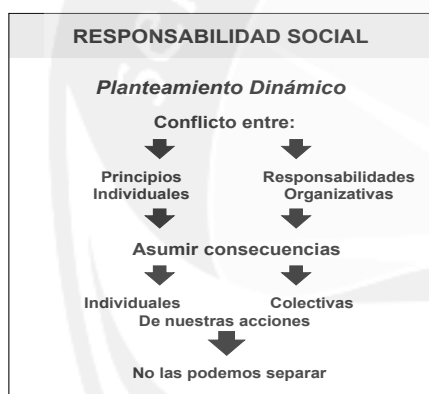 RESPONSABILIDAD SOCIAL
Planteamiento Dinámico
Conflicto entre:
Principios Individuales
Responsabilidades Organizativas
Asumir consecuencias
Individuales Colectivas
De nuestras acciones
No las podemos separar